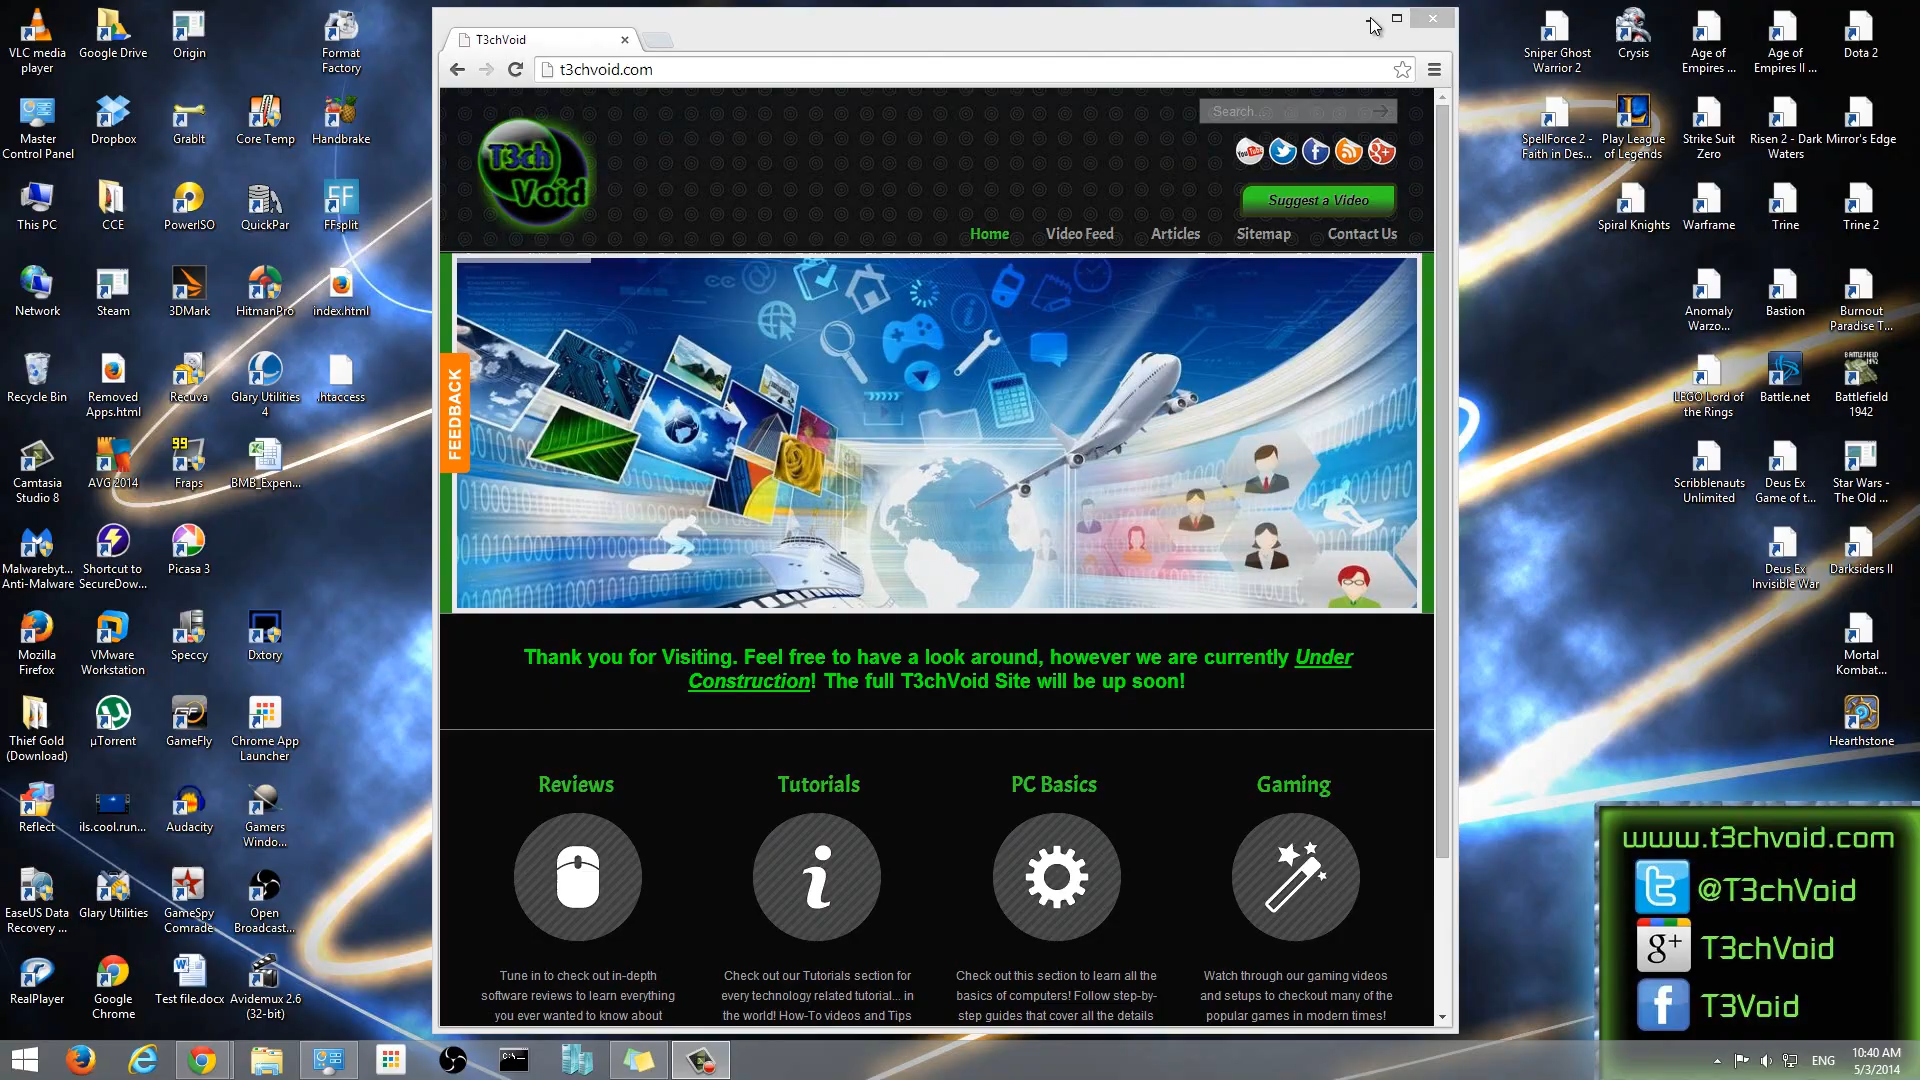 VLC media
player
Google Drive
Origin
Format
Factory
Master
Control Panel
Dropbox
GrabIt
Core Temp
Handbrake
This PC
CCE
PowerISO
QuickPar
FFsplit
Network
Steam
3DMark
HitmanPro
index.html
Recycle Bin
Removed
Apps.html
Recuva
Glary Utilities
4
.htaccess
Camtasia
Studio 8
AVG 2014
Fraps
BMB_Expen...
Malwarebyt...
Anti-Malware
Shortcut to
SecureDow...
Picasa 3
Mozilla
Firefox
VMware
Workstation
Speccy
Dxtory
Thief Gold
(Download)
µTorrent
GameFly
Chrome App
Launcher
Reflect
ils.cool.run...
Audacity
Gamers
Windo...
EaseUS Data
Recovery ...
Glary Utilities
GameSpy
Comrade
Open
Broadcast...
RealPlayer
Google
Chrome
Test file.docx
Avidemux 2.6
(32-bit)
T3chVoid
t3chvoid.com
Search...
T3ch
Void
You Tube
Suggest a Video
Home
Video Feed
Articles
Sitemap
Contact Us
FEEDBACK
Thank you for Visiting. Feel free to have a look around, however we are currently Under
Construction! The full T3chVoid Site will be up soon!
Reviews
Tutorials
PC Basics
Gaming
Tune in to check out in-depth
software reviews to learn everything
you ever wanted to know about
Check out our Tutorials section for
every technology related tutorial... in
the world! How-To videos and Tips
Check out this section to learn all the
basics of computers! Follow step-by-
step guides that cover all the details
Watch through our gaming videos
and setups to checkout many of the
popular games in modern times!
Sniper Ghost
Warrior 2
Crysis
Age of
Empires ...
Age of
Empires II ...
Dota 2
SpellForce 2 -
Faith in Des...
Play League
of Legends
Strike Suit
Zero
Risen 2 - Dark
Waters
Mirror's Edge
Spiral Knights
Warframe
Trine
Trine 2
Anomaly
Warzo...
Bastion
Burnout
Paradise T...
LEGO Lord of
the Rings
Battle.net
Battlefield
1942
Scribblenauts
Unlimited
Deus Ex
Game of t...
Star Wars -
The Old ...
Deus Ex
Invisible War
Darksiders II
Mortal
Kombat...
Hearthstone
www.t3chvoid.com
@T3chVoid
T3chVoid
T3Void
ENG
10:40 AM
5/3/2014